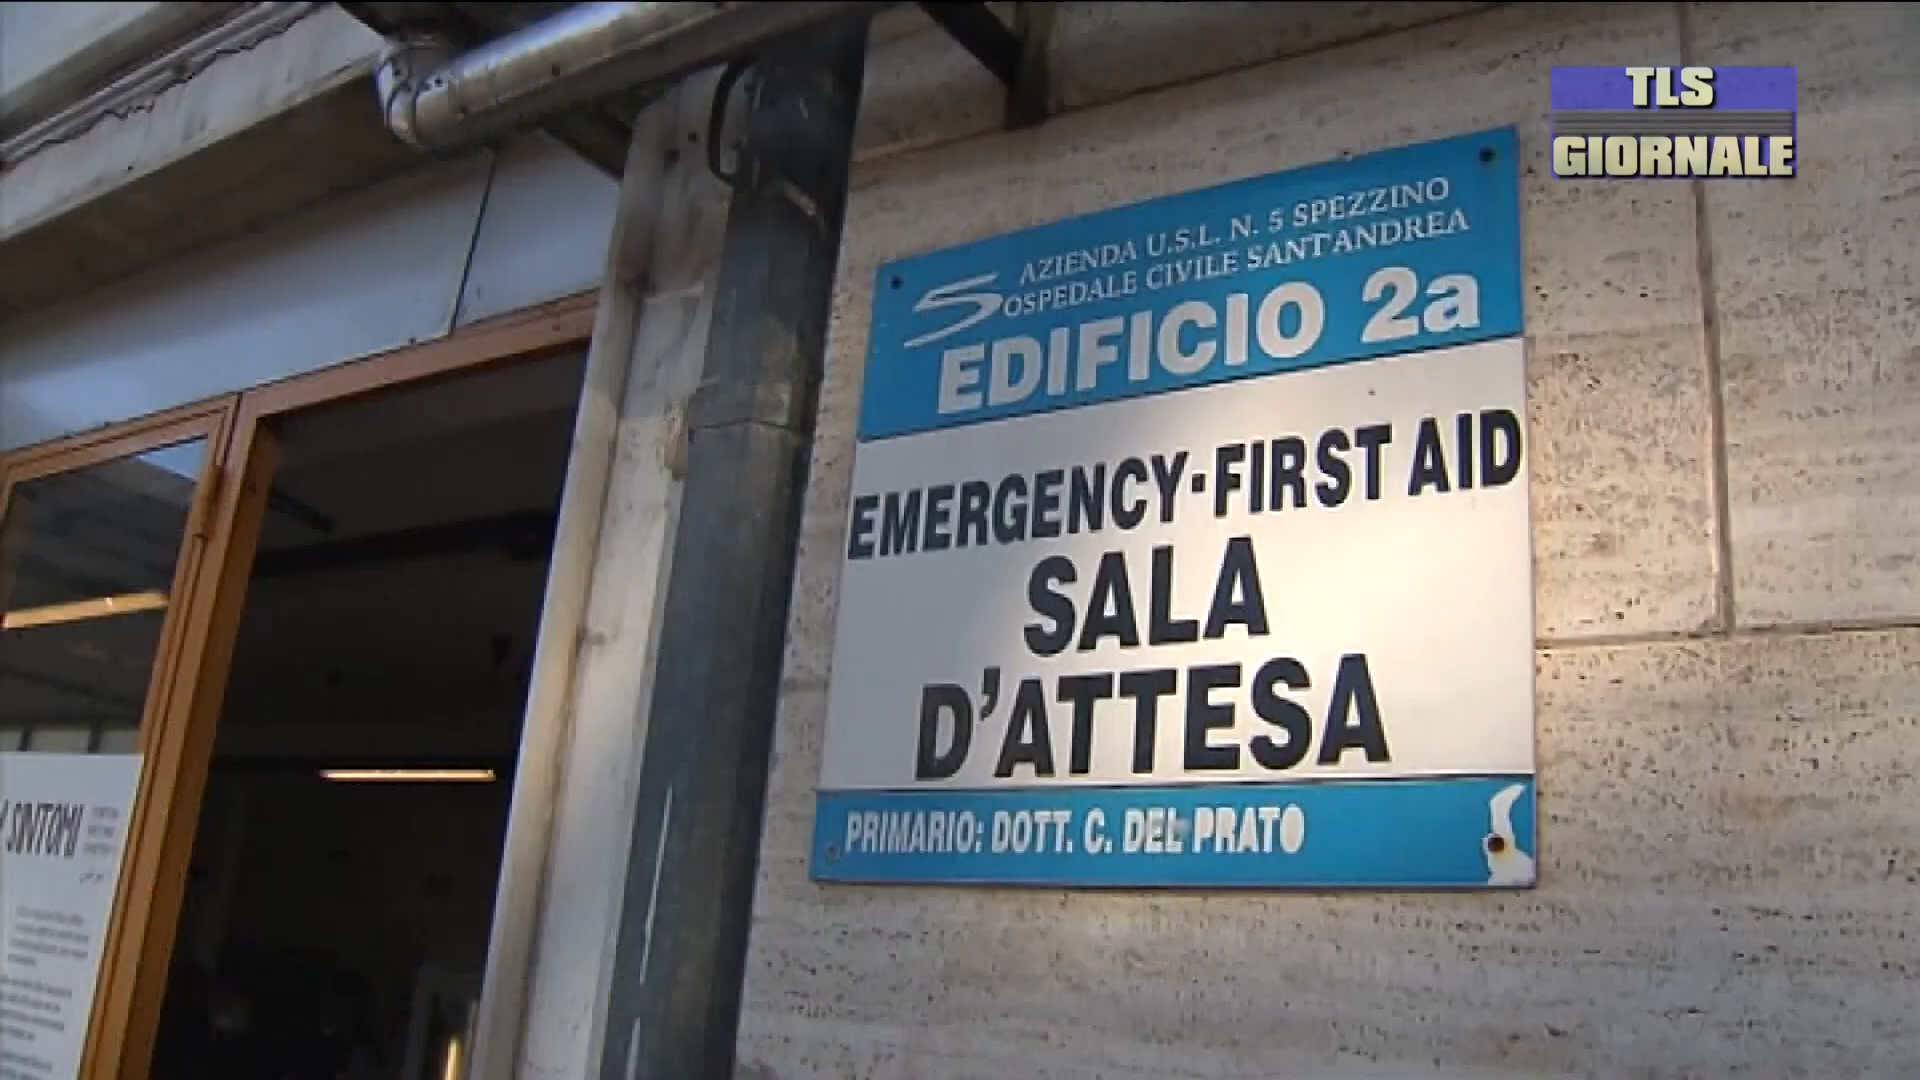 TLS
GIORNALE
AZIENDA U.S.L. N. 5 SPEZZINO
OSPEDALE CIVILE SANT'ANDREA
EDIFICIO 2a
EMERGENCY-FIRST AID
SALA
D'ATTESA
PRIMARIO: DOTT. C. DEL PRATO
SINTOMI